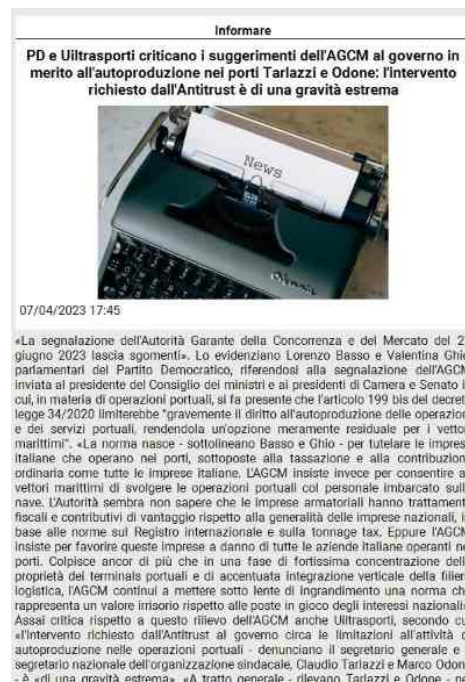 Informare
PD e Uiltrasporti criticano i suggerimenti dell'AGCM al governo in
merito all'autoproduzione nei porti Tarlazzi e Odone: l'intervento
richiesto dall'Antitrust è di una gravità estrema
News
07/04/2023 17:45
«La segnalazione dell'Autorità Garante della Concorrenza e del Mercato del 2
giugno 2023 lascia sgomenti». Lo evidenziano Lorenzo Basso e Valentina Ghi
parlamentari del Partito Democratico, riferendosi alla segnalazione dell'AGCM
inviata al presidente del Consiglio dei ministri e ai presidenti di Camera e Senato i
cui, in materia di operazioni portuali, si fa presente che l'articolo 199 bis del decret
legge 34/2020 limiterebbe "gravemente il diritto all'autoproduzione delle operazion
e dei servizi portuali, rendendola un'opzione meramente residuale per i vettor
marittimi". «La norma nasce - sottolineano Basso e Ghio - per tutelare le impres
italiane che operano nei porti, sottoposte alla tassazione e alla contribuzion
ordinaria come tutte le imprese italiane. L'AGCM insiste invece per consentire a
vettori marittimi di svolgere le operazioni portuali col personale imbarcato sull
nave. L'Autorità sembra non sapere che le imprese armatoriali hanno trattament
fiscali e contributivi di vantaggio rispetto alla generalità delle imprese nazionali, i
base alle norme sul Registro internazionale e sulla tonnage tax. Eppure l'AGCM
insiste per favorire queste imprese a danno di tutte le aziende italiane operanti ne
porti. Colpisce ancor di più che in una fase di fortissima concentrazione dell
proprietà dei terminals portuali e di accentuata integrazione verticale della filier
logistica, l'AGCM continui a mettere sotto lente di ingrandimento una norma ch
rappresenta un valore irrisorio rispetto alle poste in gioco degli interessi nazionali»
Assai critica rispetto a questo rilievo dell'AGCM anche Uiltrasporti, secondo cu
«l'intervento richiesto dall'Antitrust al governo circa le limitazioni all'attività d
autoproduzione nelle operazioni portuali - denunciano il segretario generale e
segretario nazionale dell'organizzazione sindacale, Claudio Tarlazzi e Marco Odon
- è «di una gravità estrema». «A tratto generale - rilevano Tarlazzi e Odone - ne